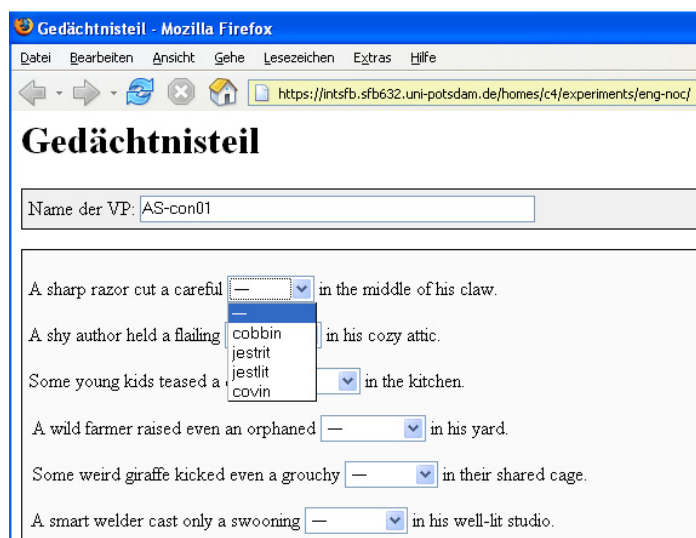 Gedächtnisteil - Mozilla Firefox
Datei Bearbeiten Ansicht Gehe Lesezeichen Extras Hilfe
https://intsfb.sfb632.uni-potsdam.de/homes/c4/experiments/eng-noc/
Gedächtnisteil
Name der VP: AS-con01
A sharp razor cut a careful — in the middle of his claw.
—
cobbin
jestrit
jestlit
covin
A shy author held a flailing in his cozy attic.
Some young kids teased a in the kitchen.
A wild farmer raised even an orphaned — in his yard.
Some weird giraffe kicked even a grouchy — in their shared cage.
A smart welder cast only a swooning — in his well-lit studio.